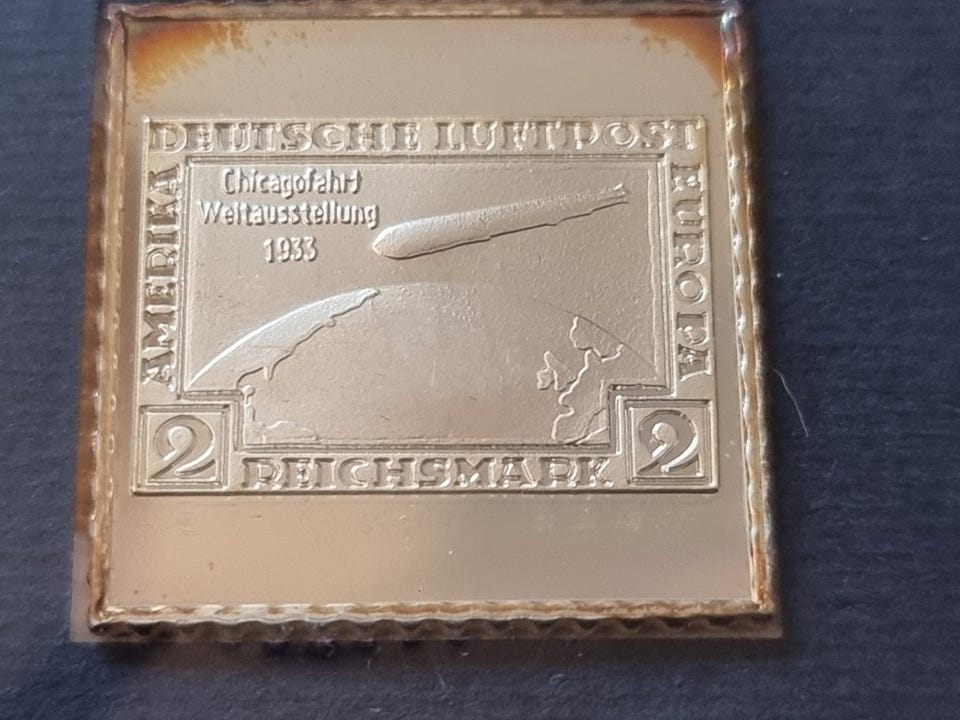 DEUTSCHE LUFTPOST
AMERIKA
EUROPA
Chicagofahrt
Weltausstellung
1933
2
2
REICHSMARK